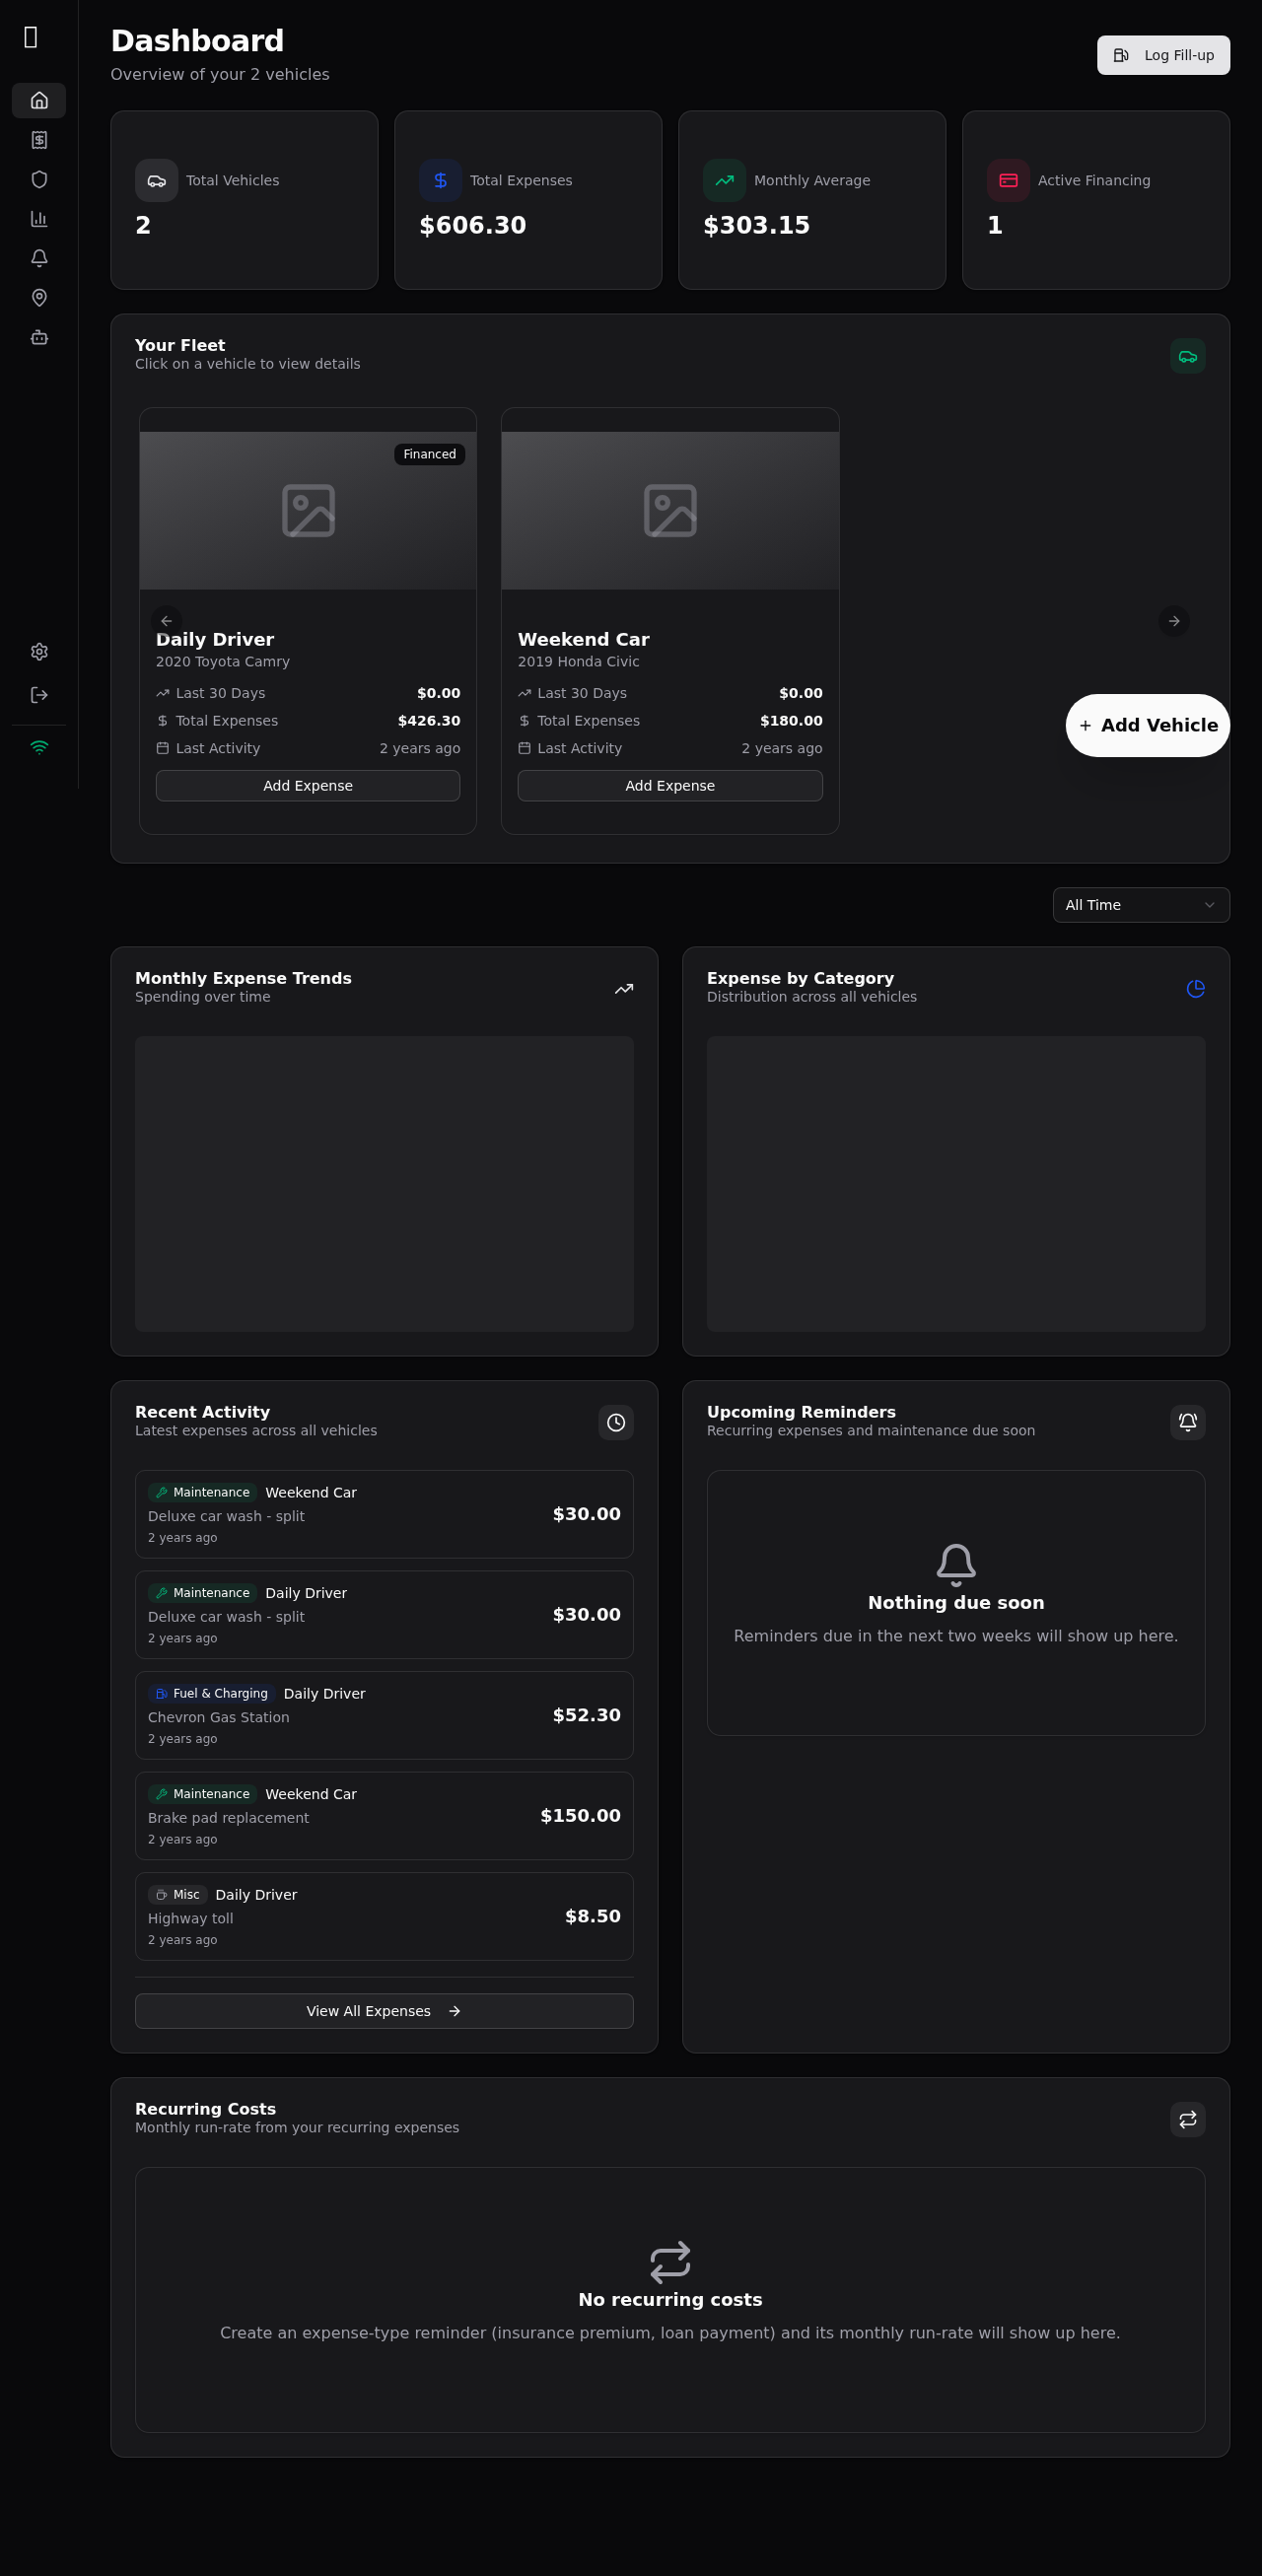 Dashboard
Overview of your 2 vehicles
Log Fill-up
Total Vehicles
2
Total Expenses
$606.30
Monthly Average
$303.15
Active Financing
1
Your Fleet
Click on a vehicle to view details
Financed
Daily Driver
2020 Toyota Camry
Last 30 Days $0.00
Total Expenses $426.30
Last Activity 2 years ago
Add Expense
Weekend Car
2019 Honda Civic
Last 30 Days $0.00
Total Expenses $180.00
Last Activity 2 years ago
Add Expense
Add Vehicle
All Time
Monthly Expense Trends
Spending over time
Expense by Category
Distribution across all vehicles
Recent Activity
Latest expenses across all vehicles
Maintenance Weekend Car
Deluxe car wash - split
2 years ago
$30.00
Maintenance Daily Driver
Deluxe car wash - split
2 years ago
$30.00
Fuel & Charging Daily Driver
Chevron Gas Station
2 years ago
$52.30
Maintenance Weekend Car
Brake pad replacement
2 years ago
$150.00
Misc Daily Driver
Highway toll
2 years ago
$8.50
View All Expenses
Upcoming Reminders
Recurring expenses and maintenance due soon
Nothing due soon
Reminders due in the next two weeks will show up here.
Recurring Costs
Monthly run-rate from your recurring expenses
No recurring costs
Create an expense-type reminder (insurance premium, loan payment) and its monthly run-rate will show up here.